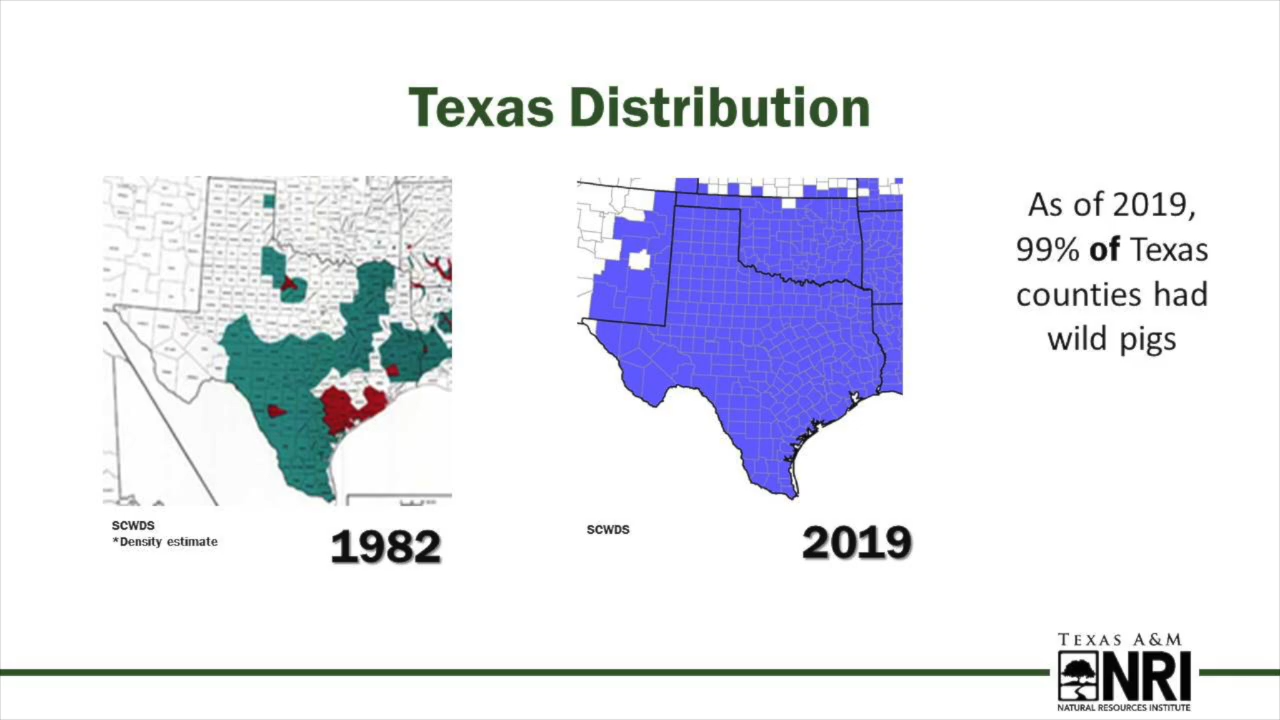 Texas Distribution
As of 2019,
99% of Texas
counties had
wild pigs
SCWDS
*Density estimate
1982
SCWDS
2019
TEXAS A&M
NRI
NATURAL RESOURCES INSTITUTE